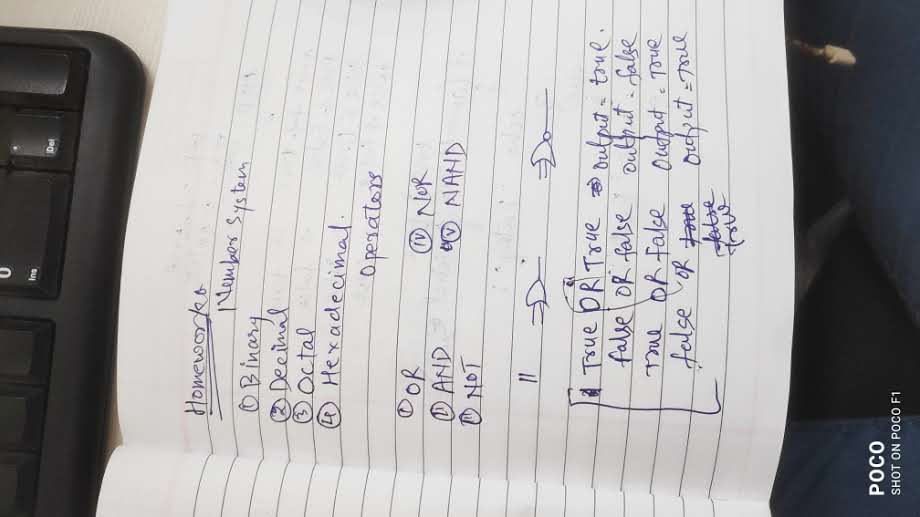 0
Ins
Del
Homeworks
Number System
① Binary
② Decimal
③ Octal
④ Hexadecimal.
Operators
① OR
④ NOR
② AND
⑤ NAND
③ NOT
True OR True ⇒ output = true.
false OR false output = false
True OR false output = True
false OR true output = True
false
True
POCO
SHOT ON POCO F1